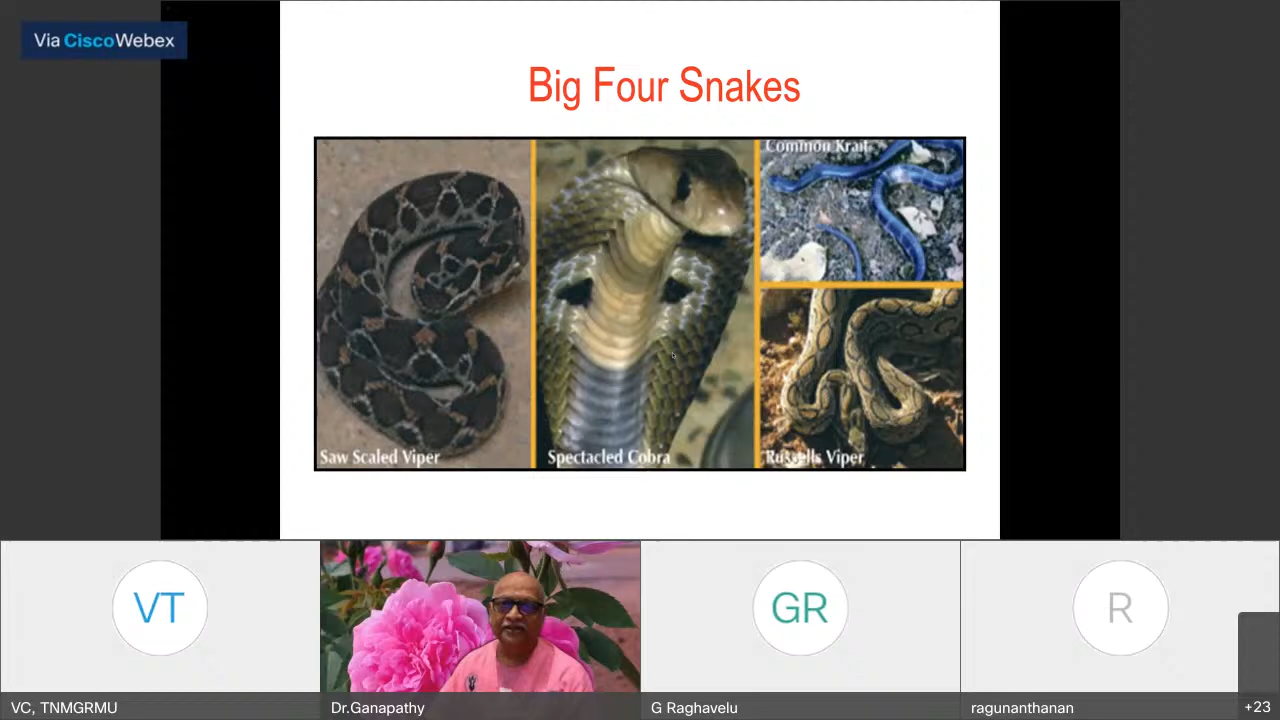 Via CiscoWebex
Big Four Snakes
Common Krait
Saw Scaled Viper
Spectacled Cobra
Russells Viper
VT
GR
R
VC, TNMGRMU
Dr.Ganapathy
G Raghavelu
ragunanthanan
+23